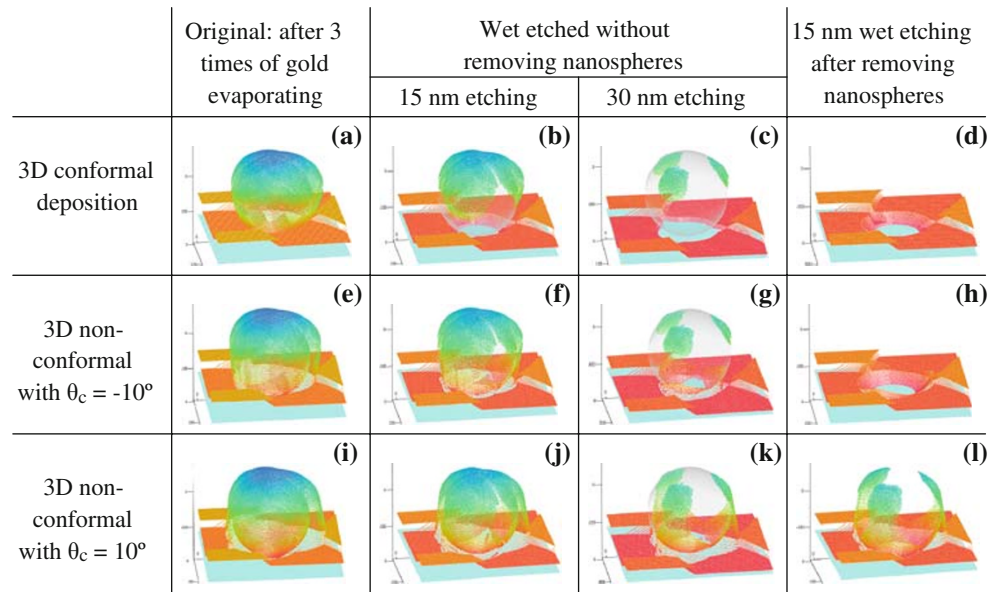 Original: after 3
times of gold
evaporating
Wet etched without
removing nanospheres
15 nm etching
30 nm etching
15 nm wet etching
after removing
nanospheres
3D conformal
deposition
(a)
(b)
(c)
(d)
3D non-
conformal
with θc = -10º
(e)
(f)
(g)
(h)
3D non-
conformal
with θc = 10º
(i)
(j)
(k)
(l)